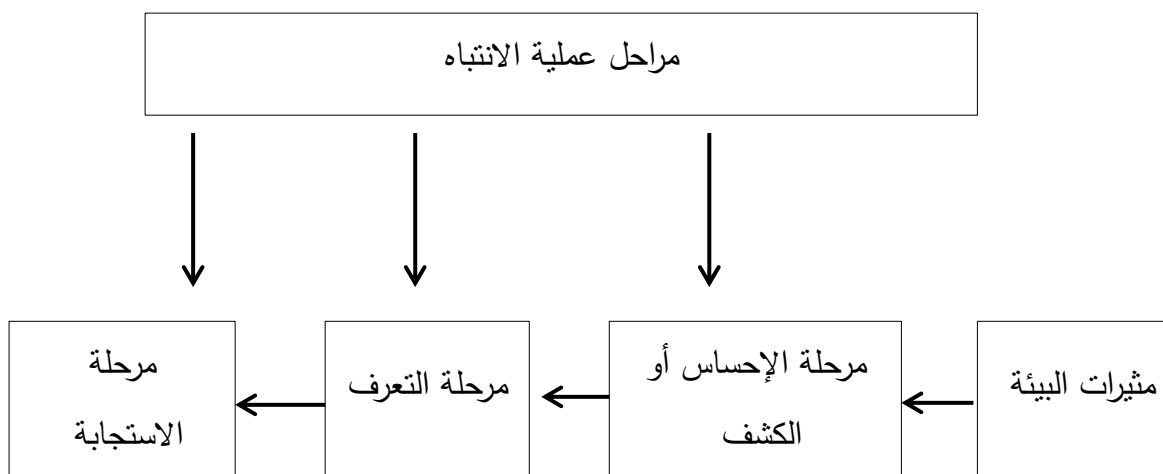 مراحل عملية الانتباه
مثيرات البيئة
مرحلة الإحساس أو
الكشف
مرحلة التعرف
مرحلة
الاستجابة